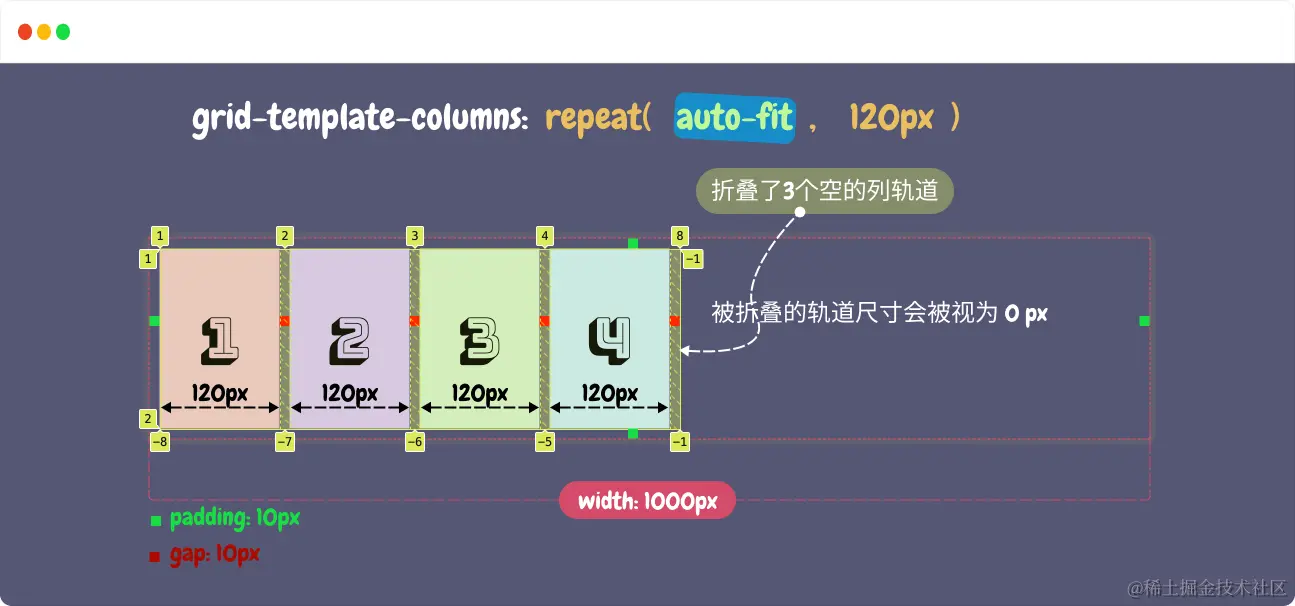 grid-template-columns: repeat( auto-fit , 120px )
折叠了3个空的列轨道
1 2 3 4 8
1 -1
被折叠的轨道尺寸会被视为 0 px
1 2 3 4
120px 120px 120px 120px
2
-8 -7 -6 -5 -1
width: 1000px
padding: 10px
gap: 10px
@稀土掘金技术社区